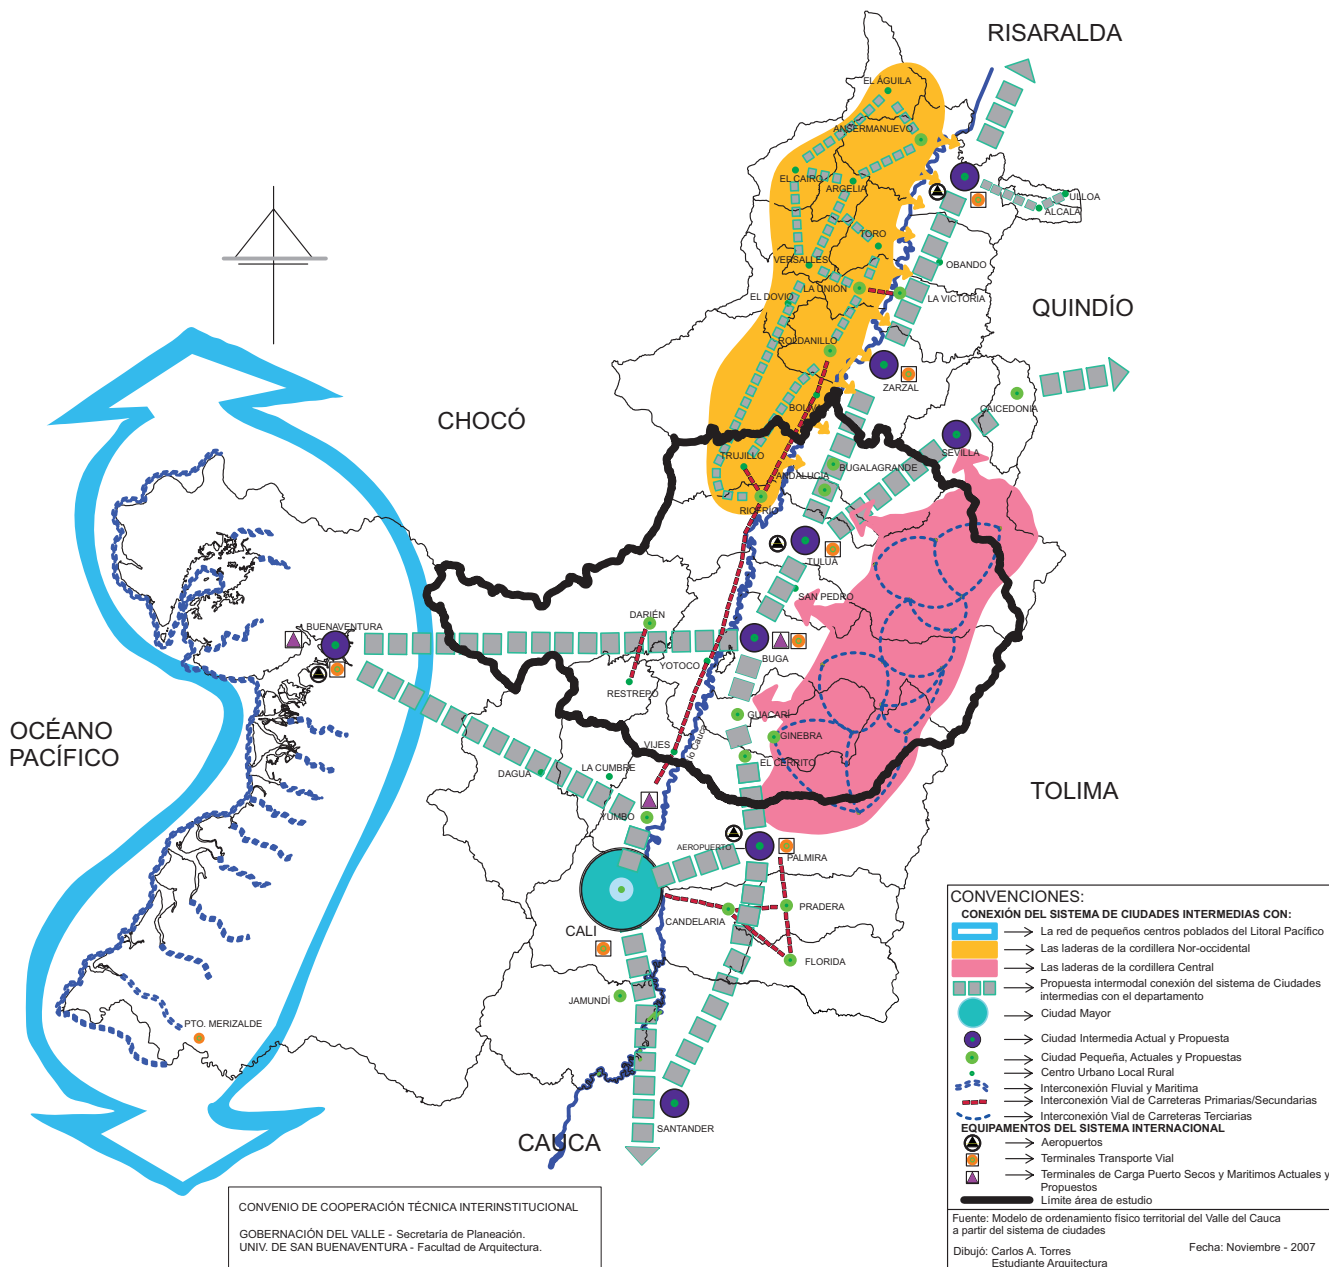 RISARALDA
EL ÁGUILA
ANSERMANUEVO
EL CAIRO
ARGELIA
ULLOA
ALCALA
TORO
VERSALLES
OBANDO
LA UNIÓN
EL DOVIO
LA VICTORIA
QUINDÍO
ROLDANILLO
ZARZAL
CAICEDONIA
BOLIVA
CHOCÓ
SEVILLA
TRUJILLO
BUGALAGRANDE
ANDALUCÍA
RIOFRÍO
TULUA
SAN PEDRO
DARIÉN
BUENAVENTURA
BUGA
YOTOCO
RESTREPO
GUACARÍ
OCÉANO
PACÍFICO
GINEBRA
VIJES
río Cauca
EL CERRITO
LA CUMBRE
DAGUA
TOLIMA
YUMBO
AEROPUERTO
PALMIRA
PRADERA
CANDELARIA
CALI
FLORIDA
JAMUNDÍ
PTO. MERIZALDE
SANTANDER
CAUCA
CONVENIO DE COOPERACIÓN TÉCNICA INTERINSTITUCIONAL
GOBERNACIÓN DEL VALLE - Secretaría de Planeación.
UNIV. DE SAN BUENAVENTURA - Facultad de Arquitectura.
CONVENCIONES:
CONEXIÓN DEL SISTEMA DE CIUDADES INTERMEDIAS CON:
La red de pequeños centros poblados del Litoral Pacífico
Las laderas de la cordillera Nor-occidental
Las laderas de la cordillera Central
Propuesta intermodal conexión del sistema de Ciudades
intermedias con el departamento
Ciudad Mayor
Ciudad Intermedia Actual y Propuesta
Ciudad Pequeña, Actuales y Propuestas
Centro Urbano Local Rural
Interconexión Fluvial y Maritima
Interconexión Vial de Carreteras Primarias/Secundarias
Interconexión Vial de Carreteras Terciarias
EQUIPAMENTOS DEL SISTEMA INTERNACIONAL
Aeropuertos
Terminales Transporte Vial
Terminales de Carga Puerto Secos y Maritimos Actuales y
Propuestos
Límite área de estudio
Fuente: Modelo de ordenamiento físico territorial del Valle del Cauca
a partir del sistema de ciudades
Dibujó: Carlos A. Torres
Estudiante Arquitectura
Fecha: Noviembre - 2007